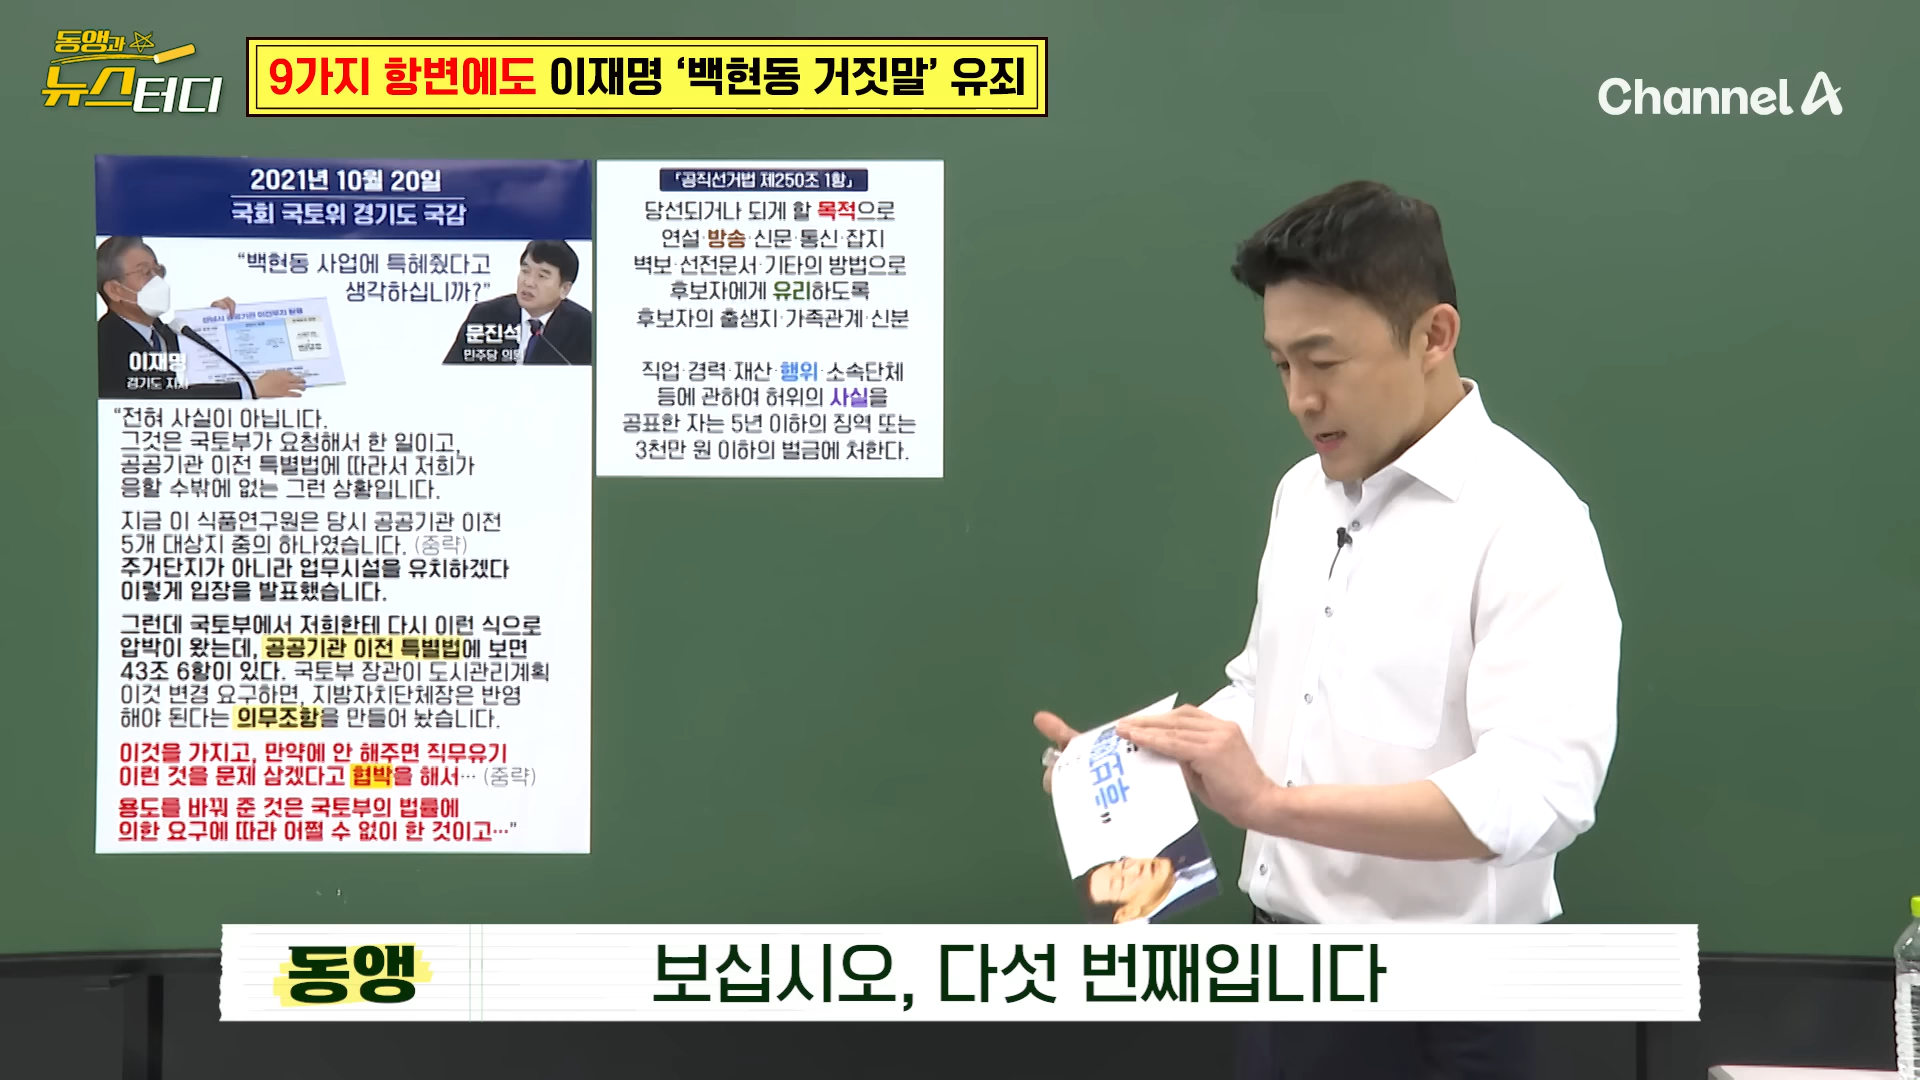 동앵과
뉴스터디
9가지 항변에도 이재명 ‘백현동 거짓말’ 유죄
Channel A
2021년 10월 20일
국회 국토위 경기도 국감
“백현동 사업에 특혜줬다고
생각하십니까?”
이재명
경기도 지사
문진석
민주당 의원
“전혀 사실이 아닙니다.
그것은 국토부가 요청해서 한 일이고,
공공기관 이전 특별법에 따라서 저희가
응할 수밖에 없는 그런 상황입니다.
지금 이 식품연구원은 당시 공공기관 이전
5개 대상지 중의 하나였습니다. (중략)
주거단지가 아니라 업무시설을 유치하겠다
이렇게 입장을 발표했습니다.
그런데 국토부에서 저희한테 다시 이런 식으로
압박이 왔는데, 공공기관 이전 특별법에 보면
43조 6항이 있다. 국토부 장관이 도시관리계획
이것 변경 요구하면, 지방자치단체장은 반영
해야 된다는 의무조항을 만들어 놨습니다.
이것을 가지고, 만약에 안 해주면 직무유기
이런 것을 문제 삼겠다고 협박을 해서… (중략)
용도를 바꿔 준 것은 국토부의 법률에
의한 요구에 따라 어쩔 수 없이 한 것이고…”
「공직선거법 제250조 1항」
당선되거나 되게 할 목적으로
연설·방송·신문·통신·잡지
벽보·선전문서·기타의 방법으로
후보자에게 유리하도록
후보자의 출생지·가족관계·신분
직업·경력·재산·행위·소속단체
등에 관하여 허위의 사실을
공표한 자는 5년 이하의 징역 또는
3천만 원 이하의 벌금에 처한다.
동앵
보십시오, 다섯 번째입니다